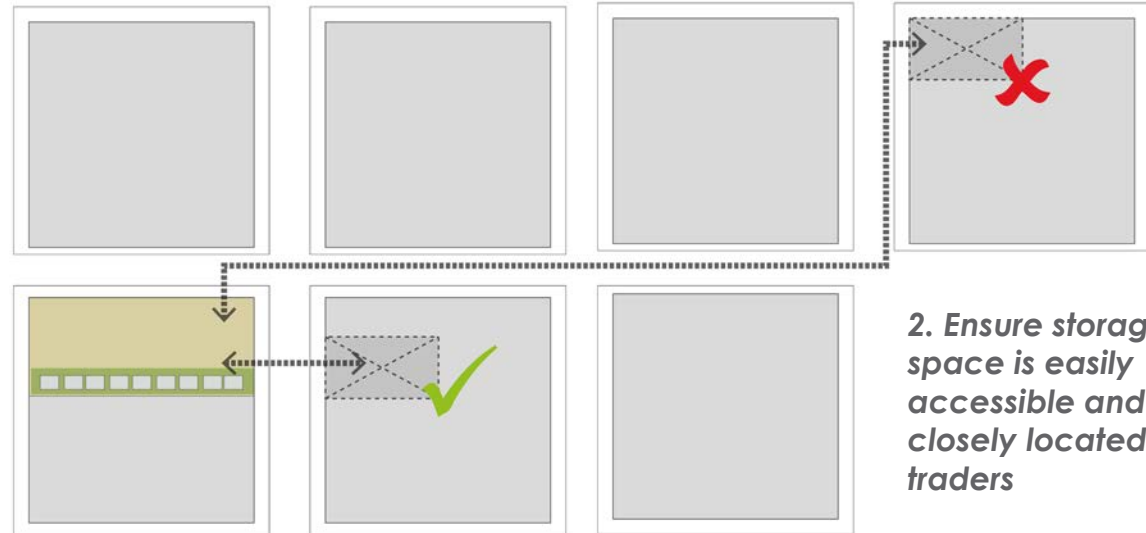 2. Ensure storag
space is easily
accessible and
closely located
traders